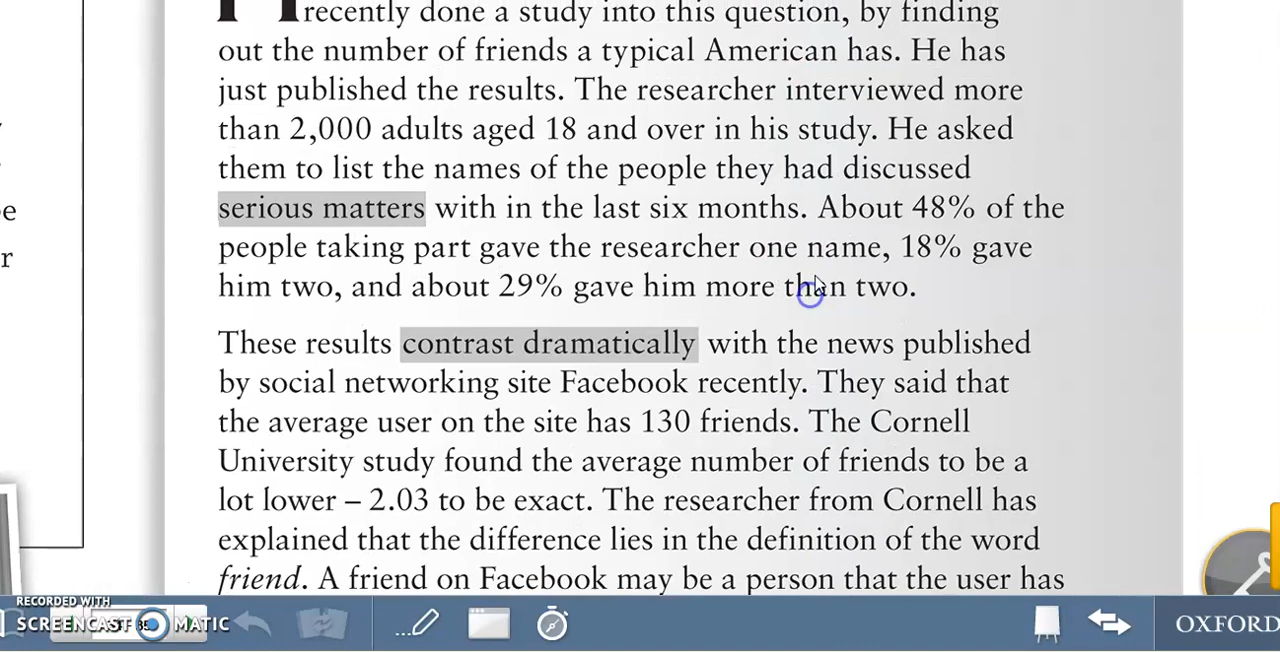 recently done a study into this question, by finding
out the number of friends a typical American has. He has
just published the results. The researcher interviewed more
than 2,000 adults aged 18 and over in his study. He asked
them to list the names of the people they had discussed
serious matters with in the last six months. About 48% of the
people taking part gave the researcher one name, 18% gave
him two, and about 29% gave him more than two.
These results contrast dramatically with the news published
by social networking site Facebook recently. They said that
the average user on the site has 130 friends. The Cornell
University study found the average number of friends to be a
lot lower – 2.03 to be exact. The researcher from Cornell has
explained that the difference lies in the definition of the word
friend. A friend on Facebook may be a person that the user has
RECORDED WITH
SCREENCAST MATIC
OXFORD